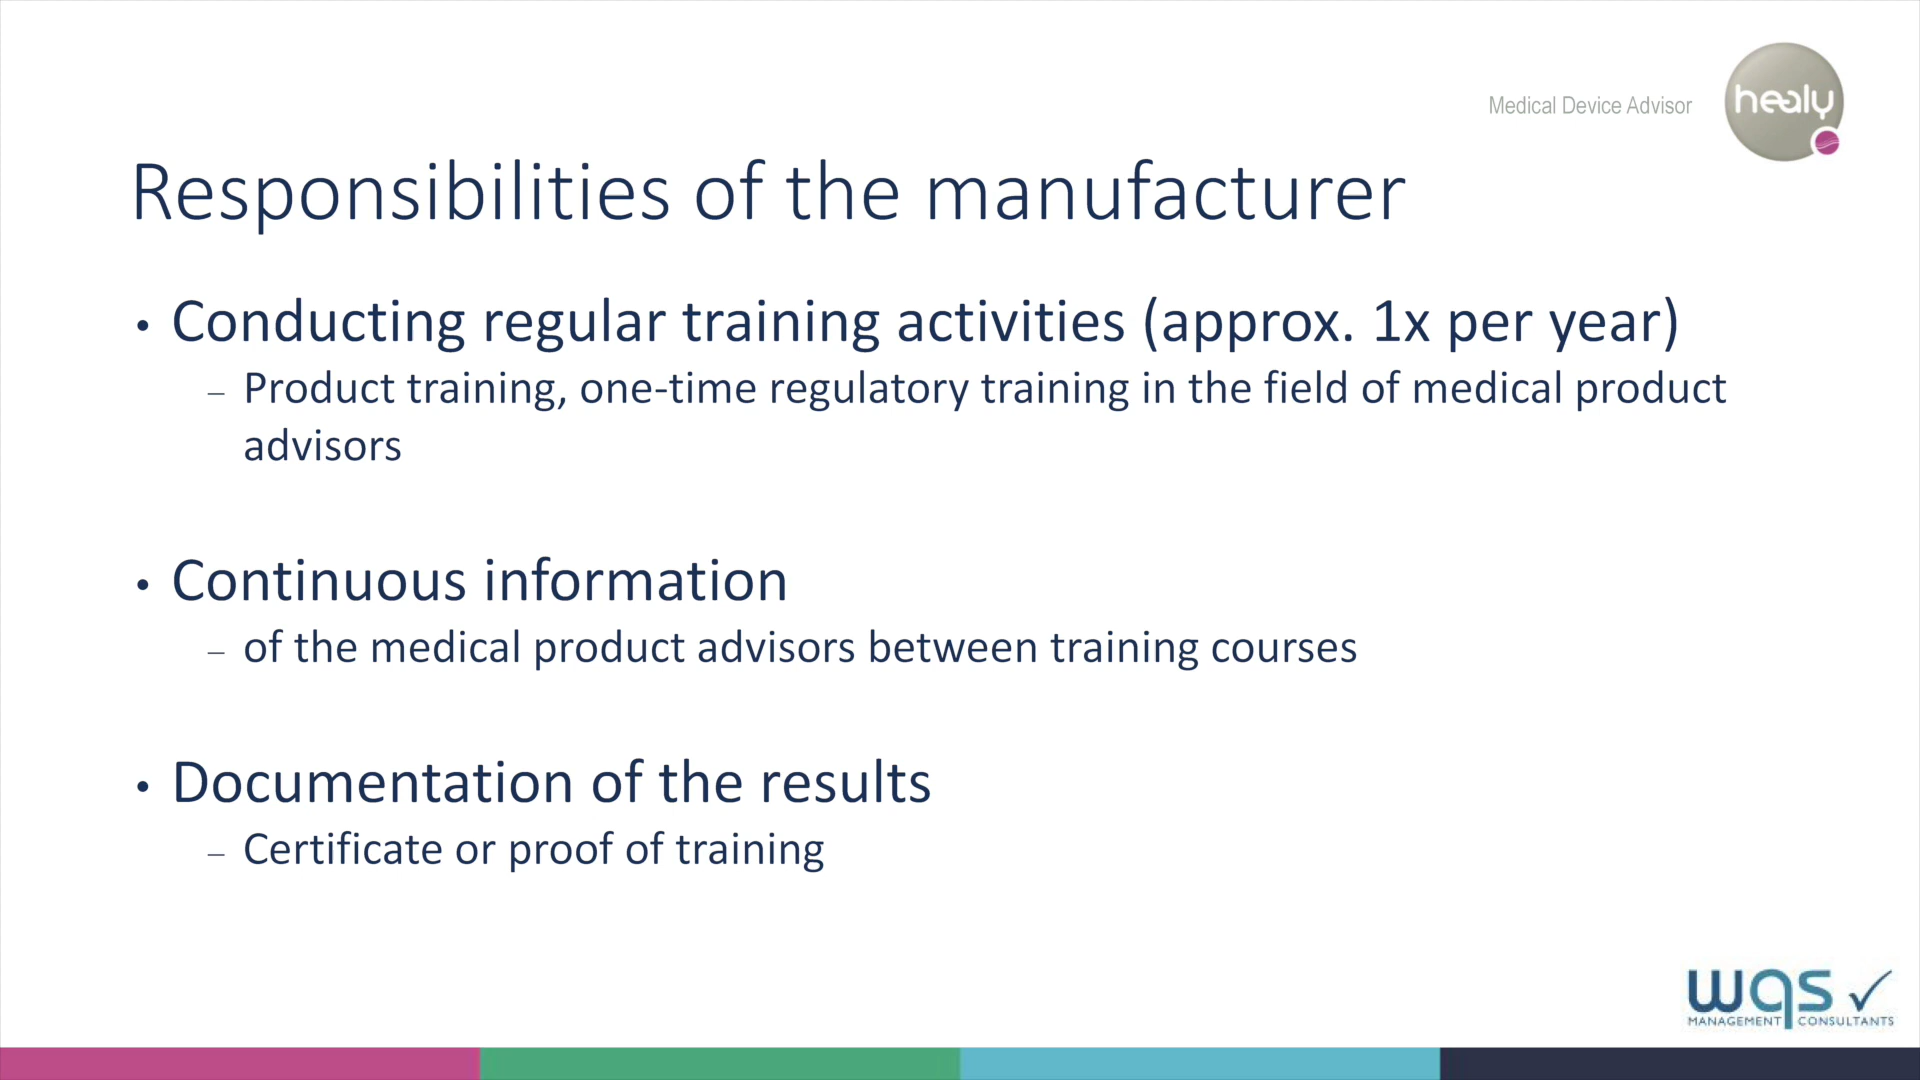 Medical Device Advisor
healy
Responsibilities of the manufacturer
• Conducting regular training activities (approx. 1x per year)
– Product training, one-time regulatory training in the field of medical product
advisors
• Continuous information
– of the medical product advisors between training courses
• Documentation of the results
– Certificate or proof of training
wqs
MANAGEMENT CONSULTANTS